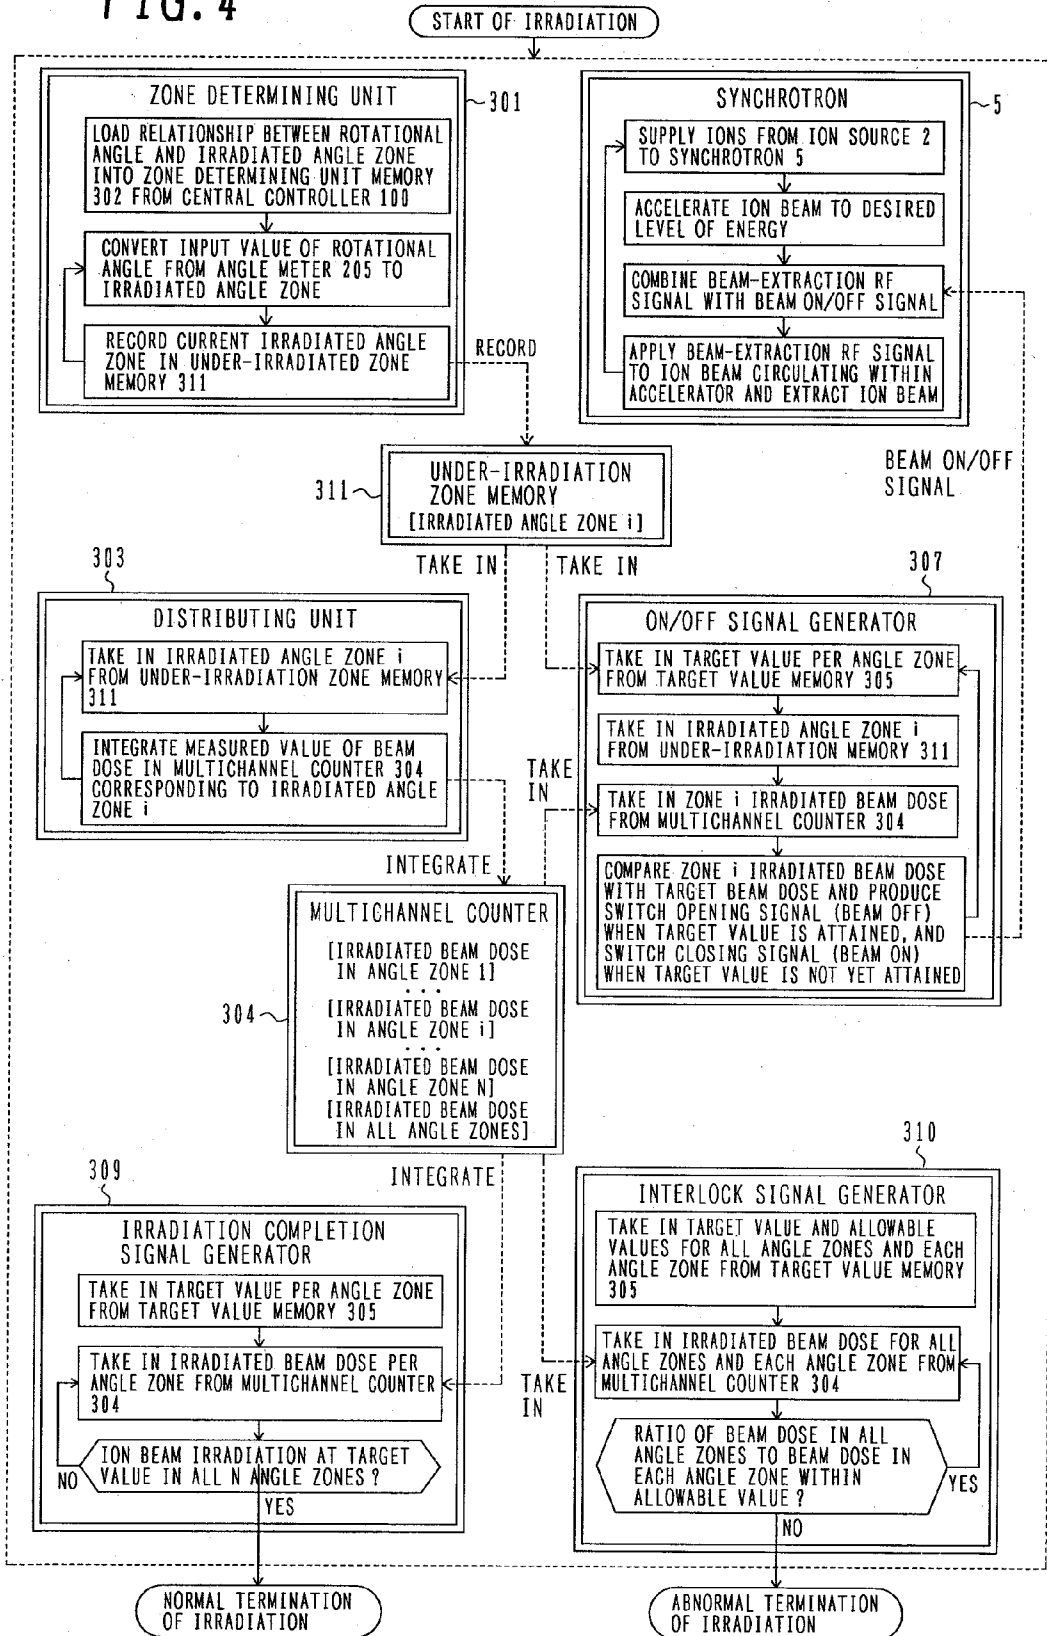 FIG. 4
START OF IRRADIATION
ZONE DETERMINING UNIT
301
LOAD RELATIONSHIP BETWEEN ROTATIONAL
ANGLE AND IRRADIATED ANGLE ZONE
INTO ZONE DETERMINING UNIT MEMORY
302 FROM CENTRAL CONTROLLER 100
CONVERT INPUT VALUE OF ROTATIONAL
ANGLE FROM ANGLE METER 205 TO
IRRADIATED ANGLE ZONE
RECORD CURRENT IRRADIATED ANGLE
ZONE IN UNDER-IRRADIATED ZONE
MEMORY 311
RECORD
SYNCHROTRON
5
SUPPLY IONS FROM ION SOURCE 2
TO SYNCHROTRON 5
ACCELERATE ION BEAM TO DESIRED
LEVEL OF ENERGY
COMBINE BEAM-EXTRACTION RF
SIGNAL WITH BEAM ON/OFF SIGNAL
APPLY BEAM-EXTRACTION RF SIGNAL
TO ION BEAM CIRCULATING WITHIN
ACCELERATOR AND EXTRACT ION BEAM
BEAM ON/OFF
SIGNAL
311
UNDER-IRRADIATION
ZONE MEMORY
[IRRADIATED ANGLE ZONE i]
TAKE IN
TAKE IN
303
DISTRIBUTING UNIT
TAKE IN IRRADIATED ANGLE ZONE i
FROM UNDER-IRRADIATION ZONE MEMORY
311
INTEGRATE MEASURED VALUE OF BEAM
DOSE IN MULTICHANNEL COUNTER 304
CORRESPONDING TO IRRADIATED ANGLE
ZONE i
INTEGRATE
307
ON/OFF SIGNAL GENERATOR
TAKE IN TARGET VALUE PER ANGLE ZONE
FROM TARGET VALUE MEMORY 305
TAKE IN IRRADIATED ANGLE ZONE i
FROM UNDER-IRRADIATION MEMORY 311
TAKE IN ZONE i IRRADIATED BEAM DOSE
FROM MULTICHANNEL COUNTER 304
COMPARE ZONE i IRRADIATED BEAM DOSE
WITH TARGET BEAM DOSE AND PRODUCE
SWITCH OPENING SIGNAL (BEAM OFF)
WHEN TARGET VALUE IS ATTAINED, AND
SWITCH CLOSING SIGNAL (BEAM ON)
WHEN TARGET VALUE IS NOT YET ATTAINED
TAKE
IN
304
MULTICHANNEL COUNTER
[IRRADIATED BEAM DOSE
IN ANGLE ZONE 1]
...
[IRRADIATED BEAM DOSE
IN ANGLE ZONE i]
...
[IRRADIATED BEAM DOSE
IN ANGLE ZONE N]
[IRRADIATED BEAM DOSE
IN ALL ANGLE ZONES]
INTEGRATE
309
IRRADIATION COMPLETION
SIGNAL GENERATOR
TAKE IN TARGET VALUE PER ANGLE ZONE
FROM TARGET VALUE MEMORY 305
TAKE IN IRRADIATED BEAM DOSE PER
ANGLE ZONE FROM MULTICHANNEL COUNTER
304
ION BEAM IRRADIATION AT TARGET
VALUE IN ALL N ANGLE ZONES ?
NO
YES
TAKE
IN
310
INTERLOCK SIGNAL GENERATOR
TAKE IN TARGET VALUE AND ALLOWABLE
VALUES FOR ALL ANGLE ZONES AND EACH
ANGLE ZONE FROM TARGET VALUE MEMORY
305
TAKE IN IRRADIATED BEAM DOSE FOR ALL
ANGLE ZONES AND EACH ANGLE ZONE FROM
MULTICHANNEL COUNTER 304
RATIO OF BEAM DOSE IN ALL
ANGLE ZONES TO BEAM DOSE IN
EACH ANGLE ZONE WITHIN
ALLOWABLE VALUE ?
YES
NO
NORMAL TERMINATION
OF IRRADIATION
ABNORMAL TERMINATION
OF IRRADIATION